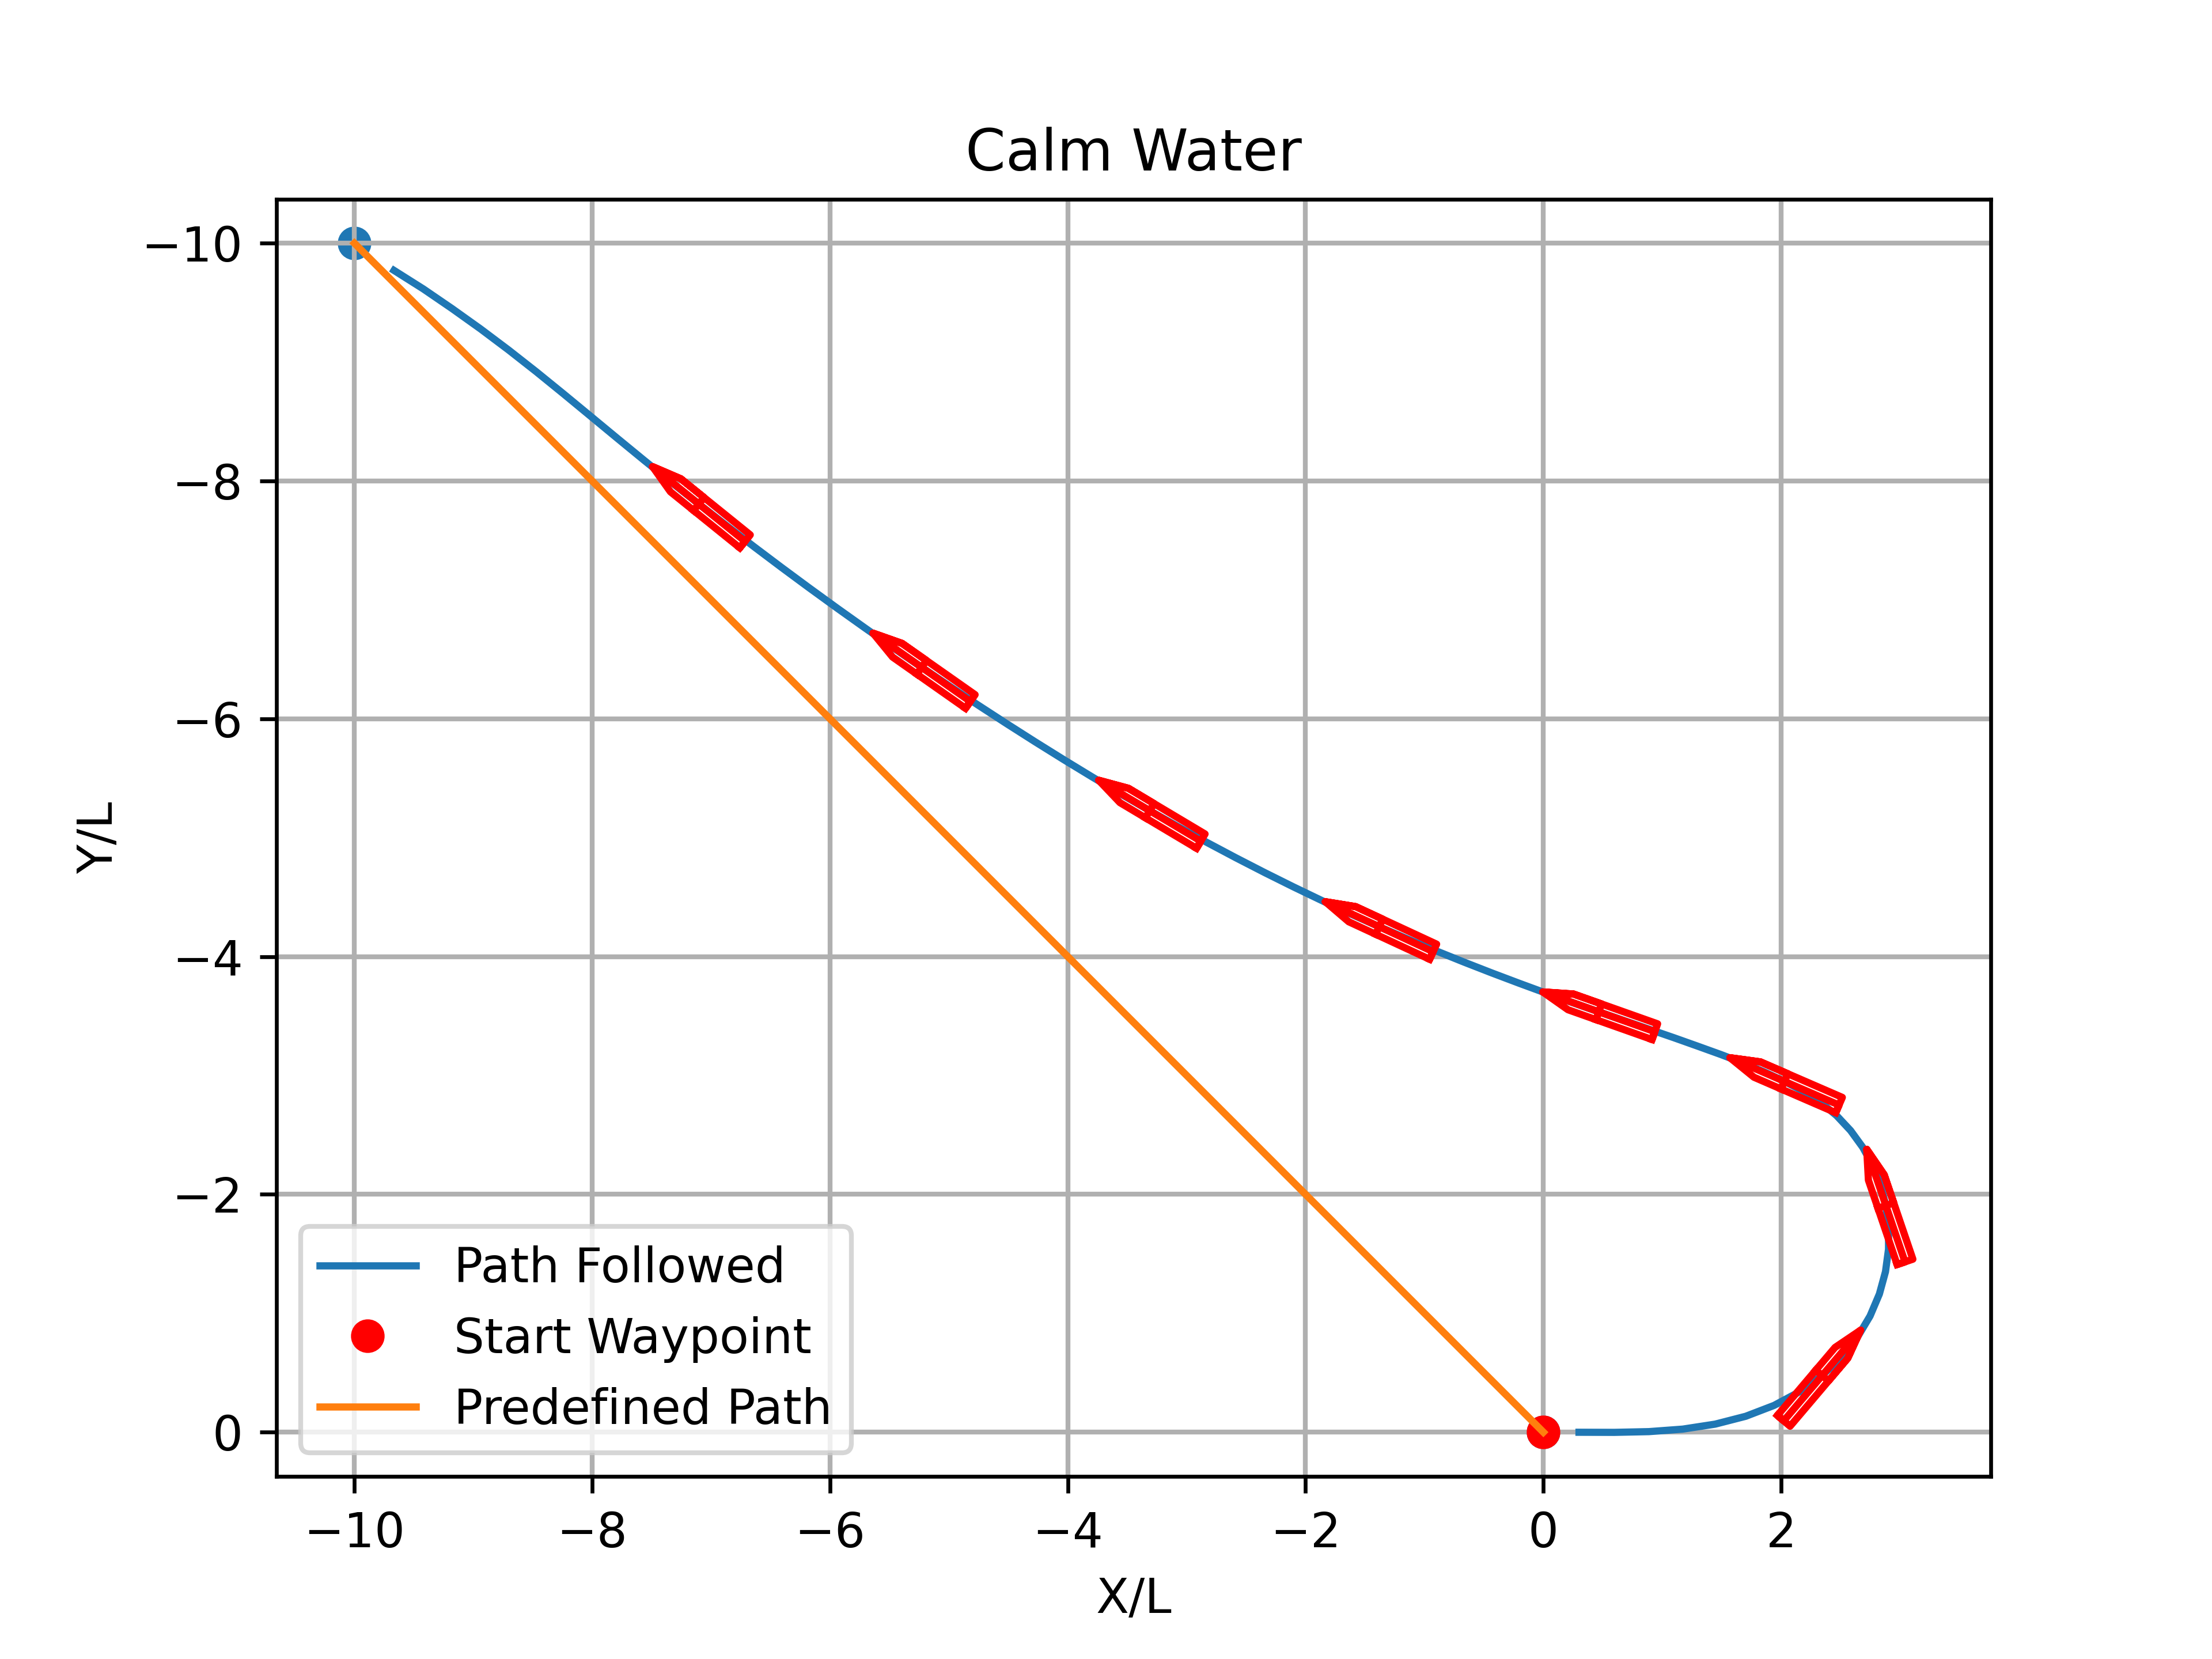 Calm Water
−10
−8
−6
−4
−2
0
Y/L
Path Followed
Start Waypoint
Predefined Path
−10 −8 −6 −4 −2 0 2
X/L